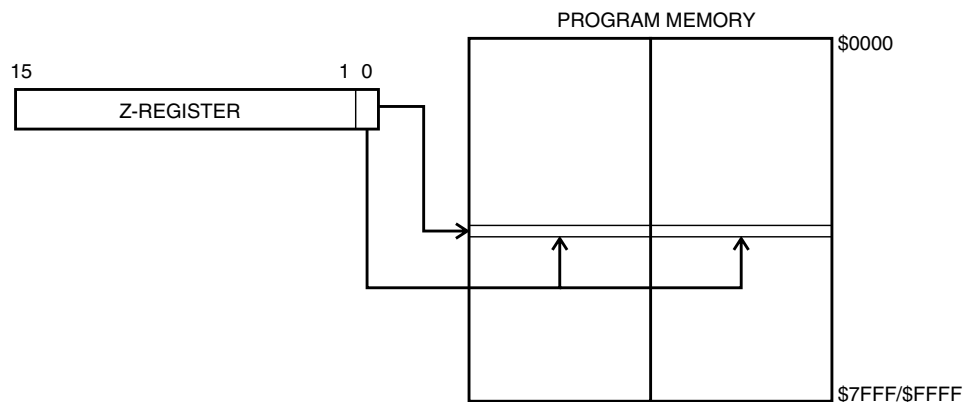 PROGRAM MEMORY
$0000
15 1 0
Z-REGISTER
$7FFF/$FFFF